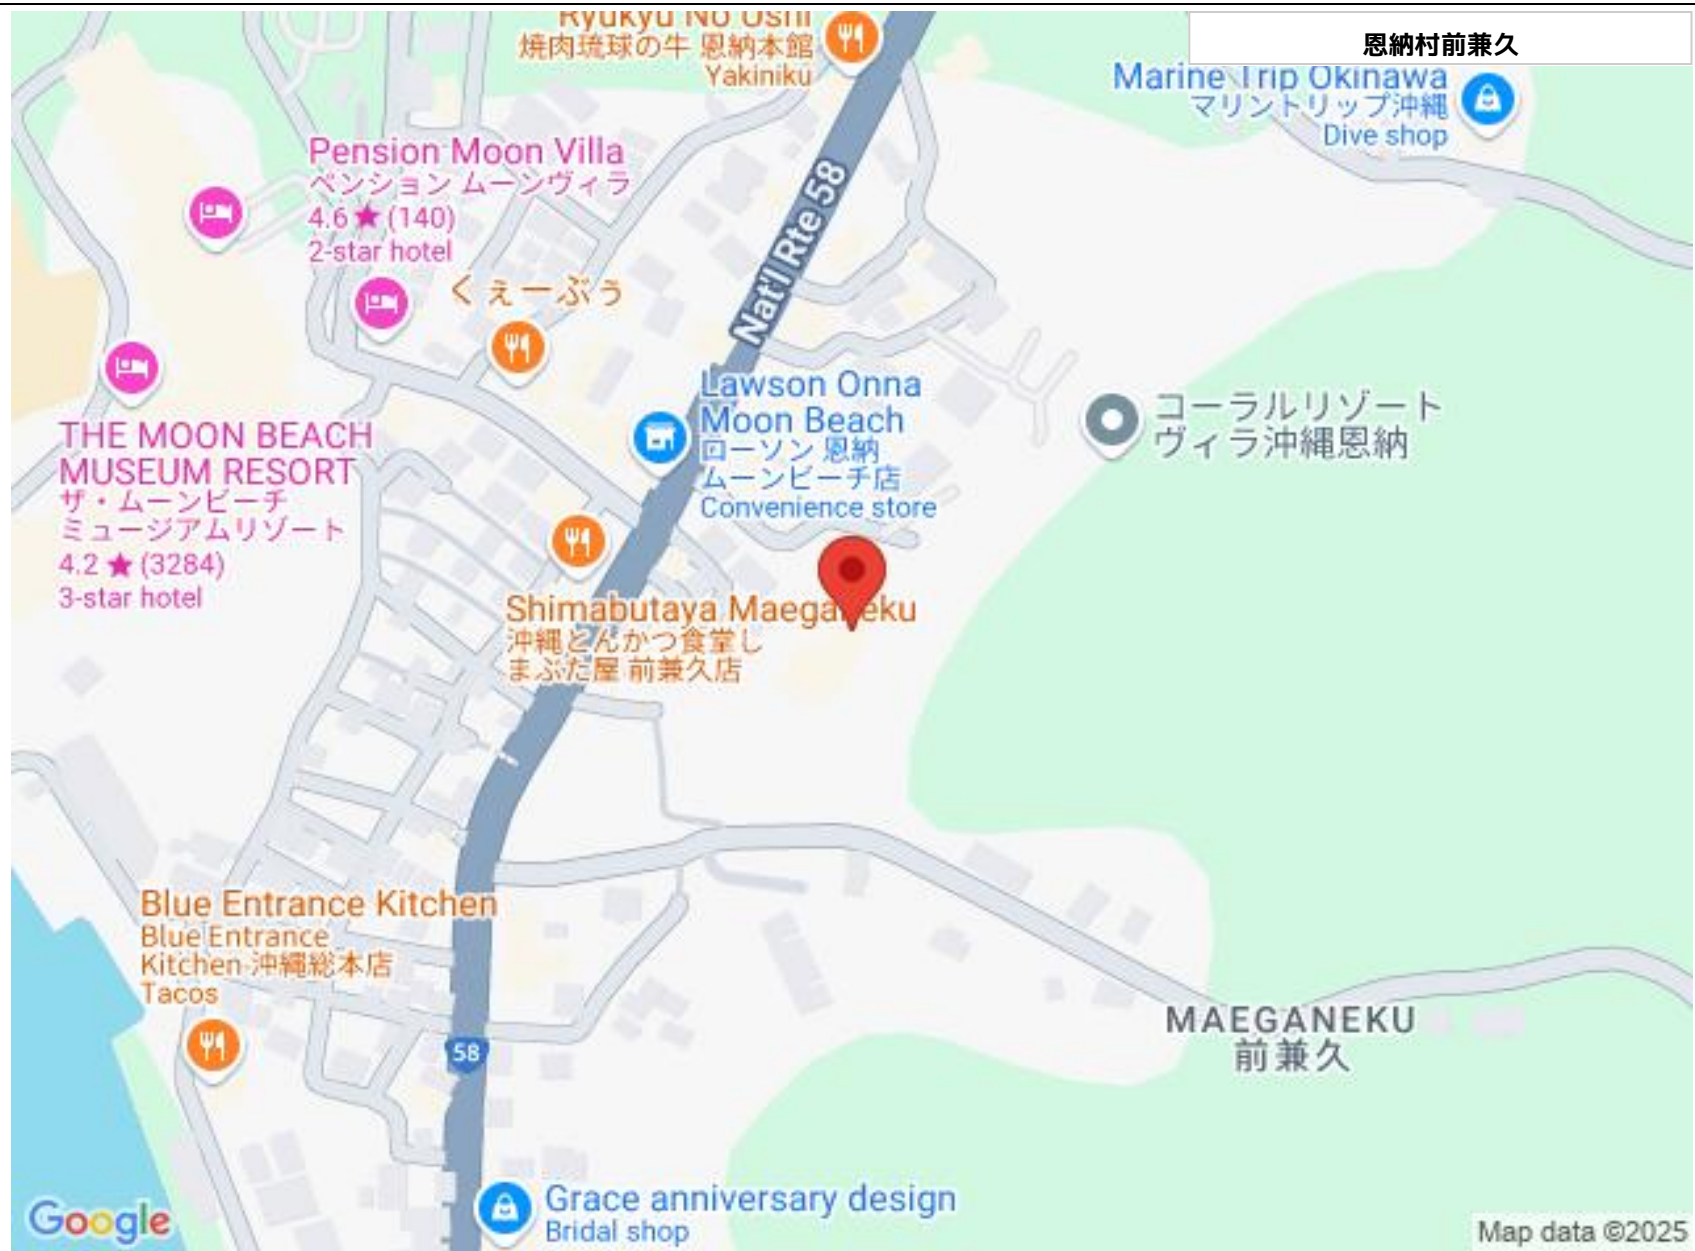 Ryukyu No Ushi
焼肉琉球の牛 恩納本館
Yakiniku
恩納村前兼久
Marine Trip Okinawa
マリントリップ沖縄
Dive shop
Pension Moon Villa
ペンション ムーンヴィラ
4.6 ★ (140)
2-star hotel
Nat'l Rte 58
くぇーぶぅ
Lawson Onna
Moon Beach
ローソン 恩納
ムーンビーチ店
Convenience store
コーラルリゾート
ヴィラ沖縄恩納
THE MOON BEACH
MUSEUM RESORT
ザ・ムーンビーチ
ミュージアムリゾート
4.2 ★ (3284)
3-star hotel
Shimabutaya Maeganeku
沖縄とんかつ食堂し
まぶた屋 前兼久店
Blue Entrance Kitchen
Blue Entrance
Kitchen 沖縄総本店
Tacos
MAEGANEKU
前兼久
58
Grace anniversary design
Bridal shop
Google
Map data ©2025